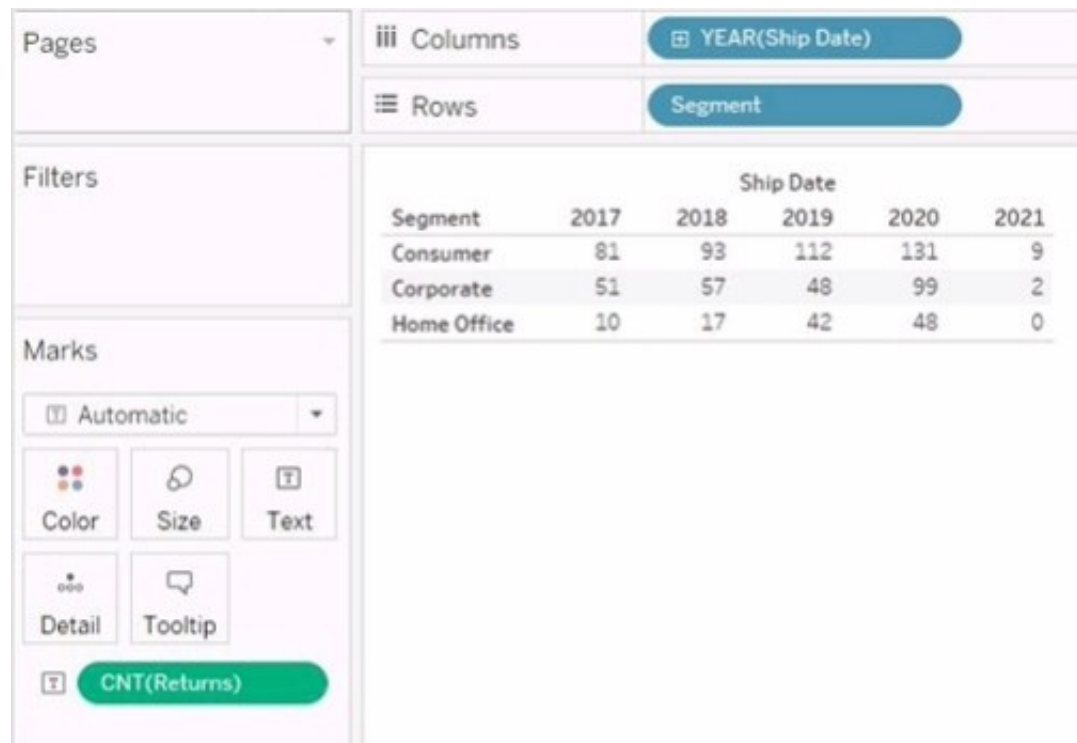 Pages
iii Columns
YEAR(Ship Date)
Rows
Segment
Filters
Ship Date
Segment 2017 2018 2019 2020 2021
Consumer 81 93 112 131 9
Corporate 51 57 48 99 2
Home Office 10 17 42 48 0
Marks
T Automatic
Color Size T Text
Detail Tooltip
T CNT(Returns)